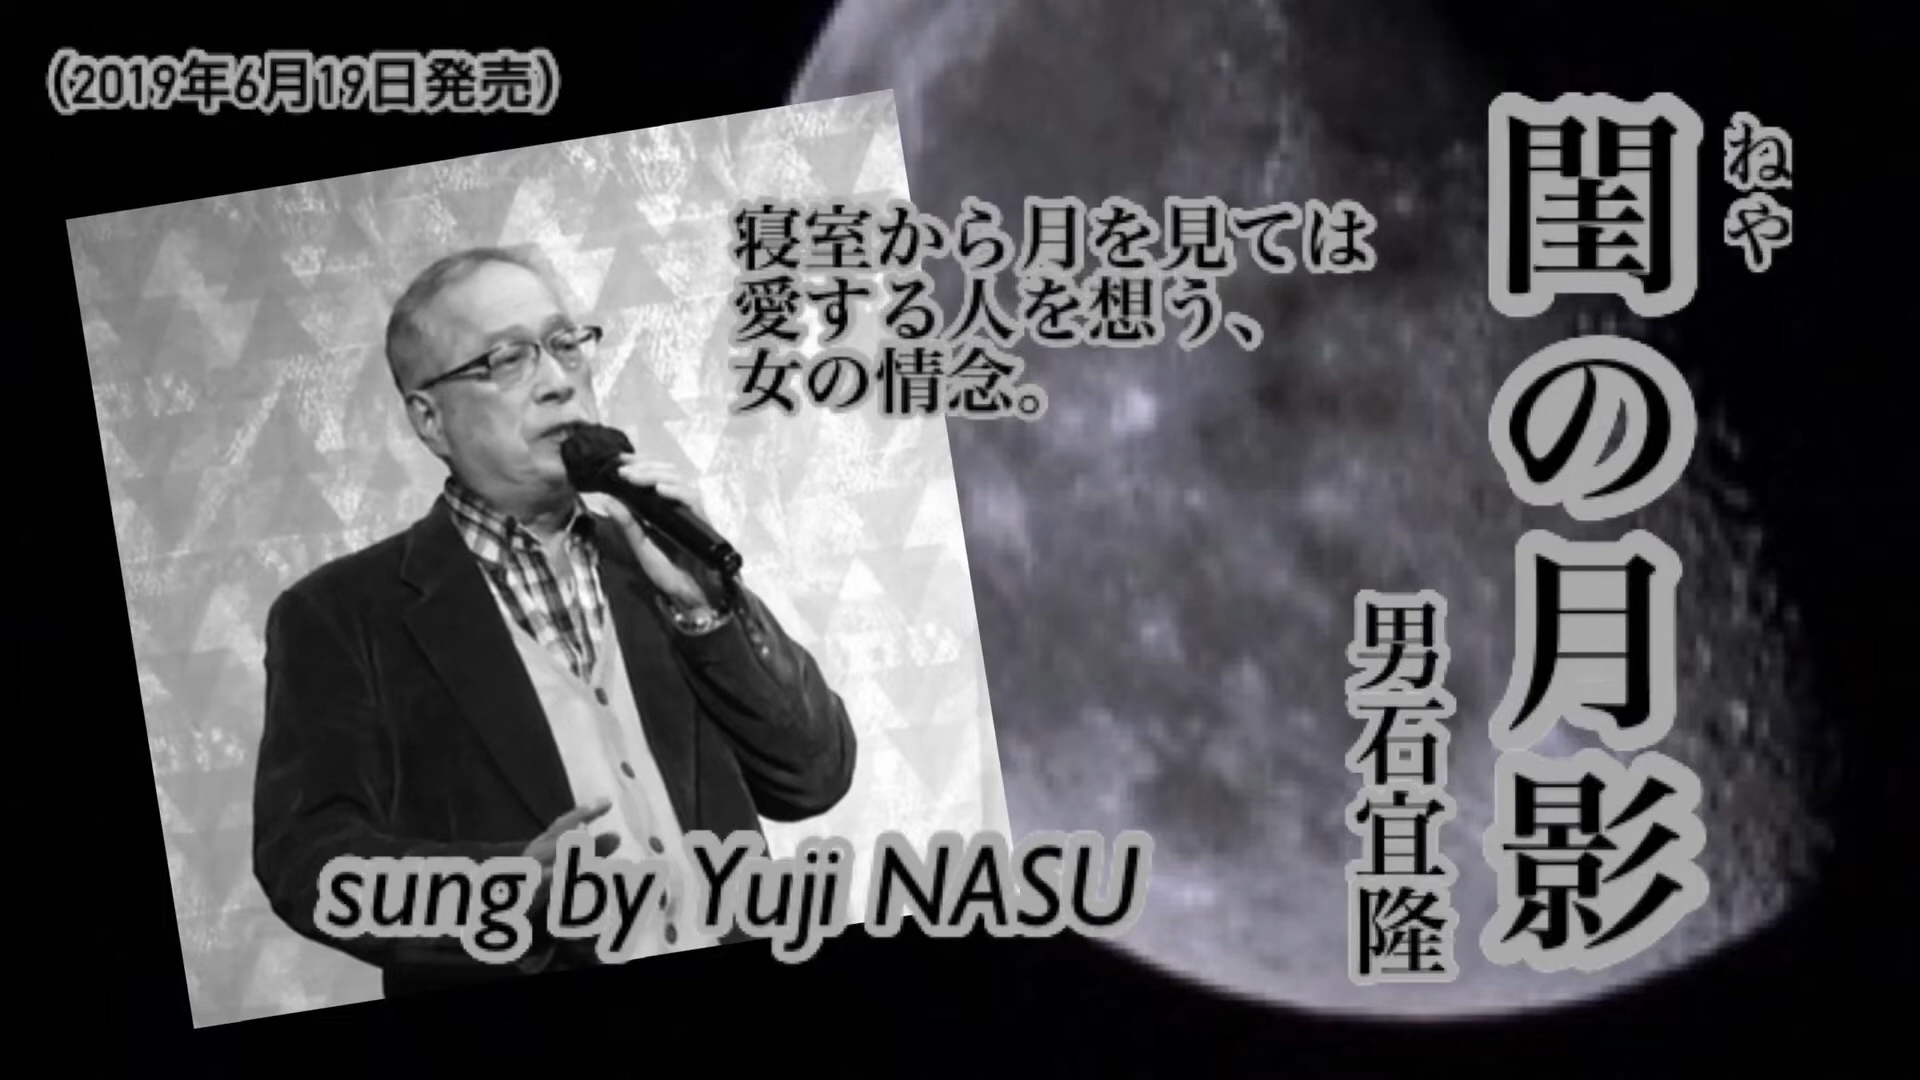 （2019年6月19日発売）
ねや
閨の月影
男石宜隆
寝室から月を見ては
愛する人を想う、
女の情念。
sung by Yuji NASU